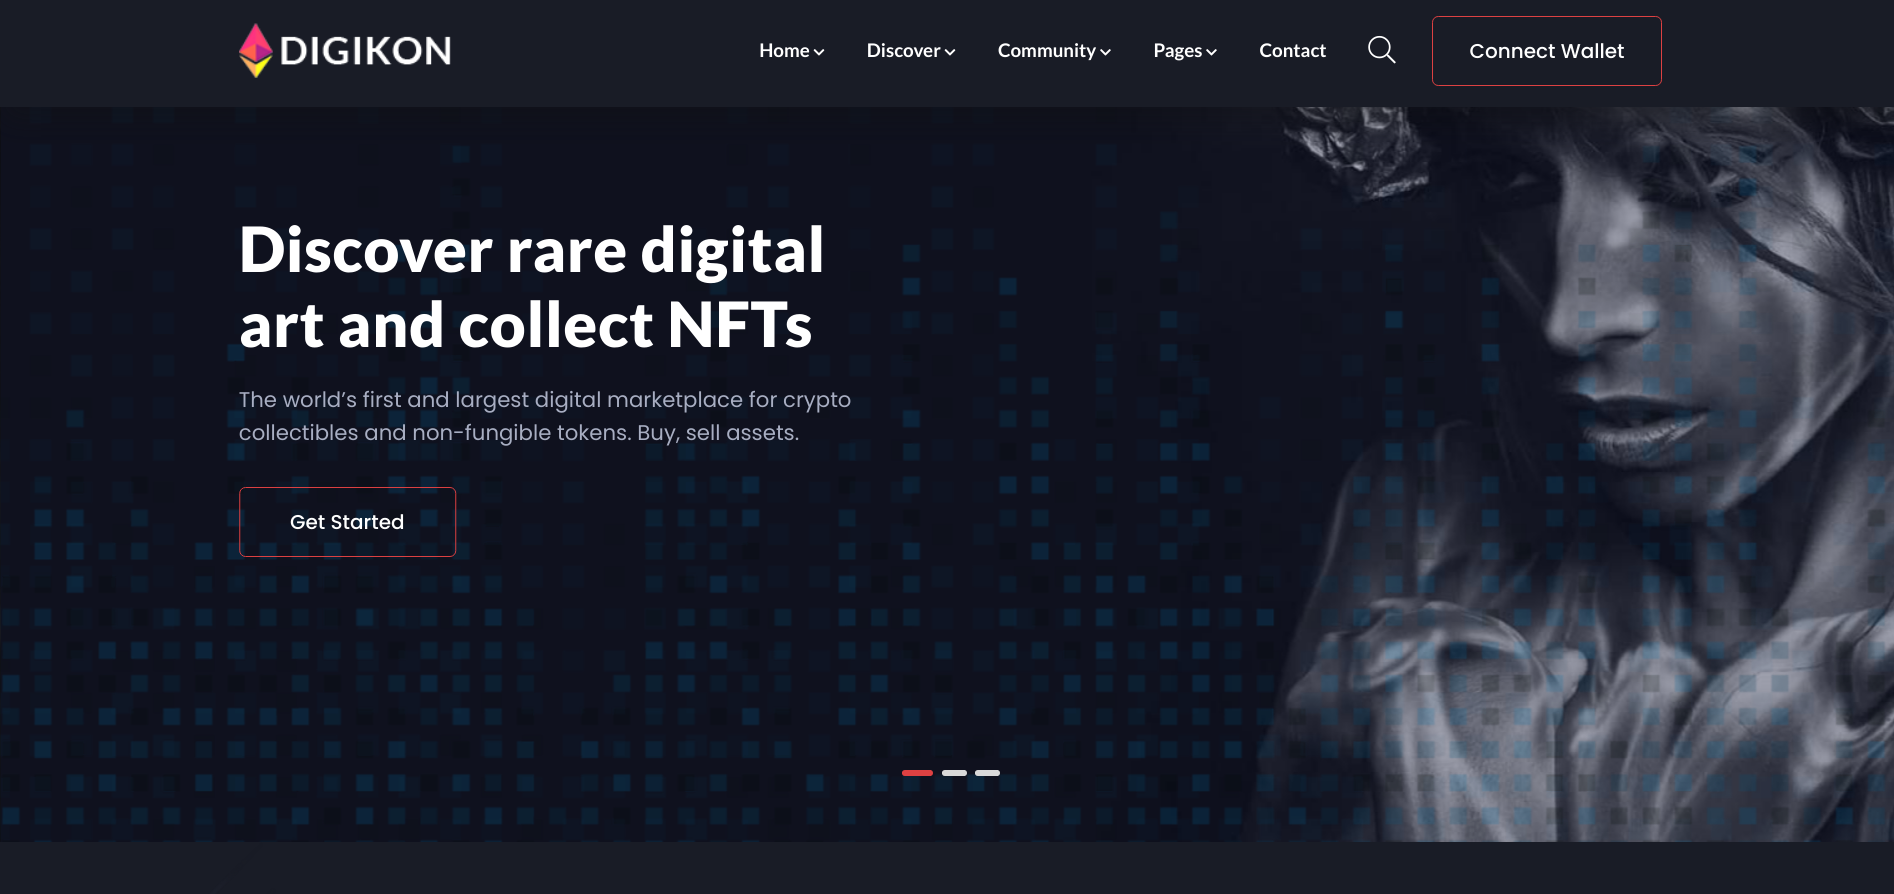 DIGIKON
Home
Discover
Community
Pages
Contact
Connect Wallet
Discover rare digital
art and collect NFTs
The world’s first and largest digital marketplace for crypto
collectibles and non-fungible tokens. Buy, sell assets.
Get Started